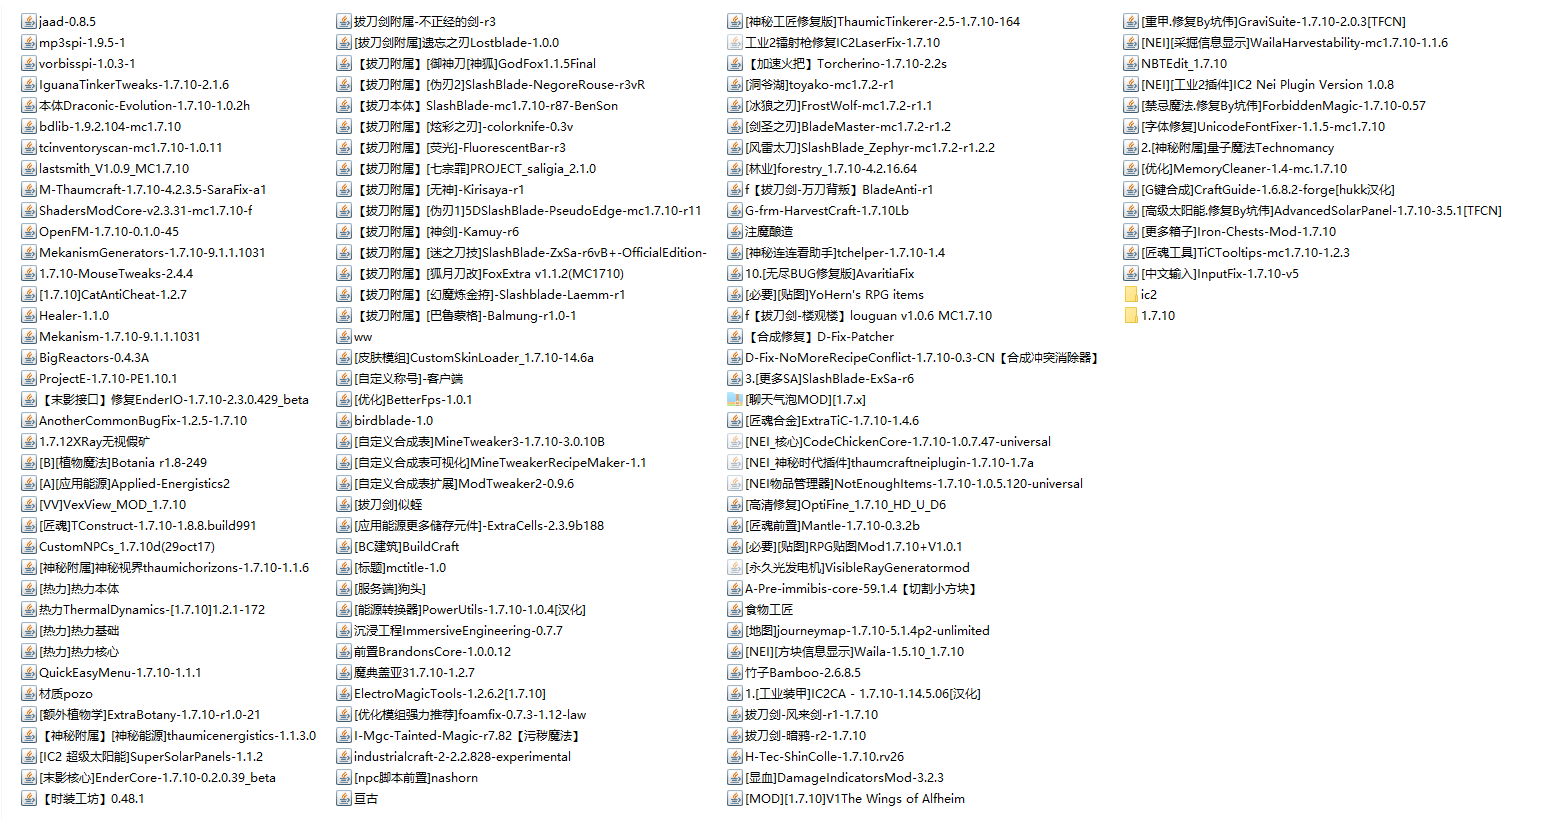 jaad-0.8.5
mp3spi-1.9.5-1
vorbisspi-1.0.3-1
IguanaTinkerTweaks-1.7.10-2.1.6
本体Draconic-Evolution-1.7.10-1.0.2h
bdlib-1.9.2.104-mc1.7.10
tcinventoryscan-mc1.7.10-1.0.11
lastsmith_V1.0.9_MC1.7.10
M-Thaumcraft-1.7.10-4.2.3.5-SaraFix-a1
ShadersModCore-v2.3.31-mc1.7.10-f
OpenFM-1.7.10-0.1.0-45
MekanismGenerators-1.7.10-9.1.1.1031
1.7.10-MouseTweaks-2.4.4
[1.7.10]CatAntiCheat-1.2.7
Healer-1.1.0
Mekanism-1.7.10-9.1.1.1031
BigReactors-0.4.3A
ProjectE-1.7.10-PE1.10.1
【末影接口】修复EnderIO-1.7.10-2.3.0.429_beta
AnotherCommonBugFix-1.2.5-1.7.10
1.7.12XRay无视假矿
[B][植物魔法]Botania r1.8-249
[A][应用能源]Applied-Energistics2
[VV]VexView_MOD_1.7.10
[匠魂]TConstruct-1.7.10-1.8.8.build991
CustomNPCs_1.7.10d(29oct17)
[神秘附属]神秘视界thaumichorizons-1.7.10-1.1.6
[热力]热力本体
热力ThermalDynamics-[1.7.10]1.2.1-172
[热力]热力基础
[热力]热力核心
QuickEasyMenu-1.7.10-1.1.1
材质pozo
[额外植物学]ExtraBotany-1.7.10-r1.0-21
【神秘附属】[神秘能源]thaumicenergistics-1.1.3.0
[IC2 超级太阳能]SuperSolarPanels-1.1.2
[末影核心]EnderCore-1.7.10-0.2.0.39_beta
【时装工坊】0.48.1
拔刀剑附属-不正经的剑-r3
[拔刀剑附属]遗忘之刃Lostblade-1.0.0
【拔刀附属】[御神刀[神狐]GodFox1.1.5Final
【拔刀附属】[伪刃2]SlashBlade-NegoreRouse-r3vR
【拔刀本体】SlashBlade-mc1.7.10-r87-BenSon
【拔刀附属】[炫彩之刃]-colorknife-0.3v
【拔刀附属】[荧光]-FluorescentBar-r3
【拔刀附属】[七宗罪]PROJECT_saligia_2.1.0
【拔刀附属】[无神]-Kirisaya-r1
【拔刀附属】[伪刃1]5DSlashBlade-PseudoEdge-mc1.7.10-r11
【拔刀附属】[神剑]-Kamuy-r6
【拔刀附属】[迷之刀技]SlashBlade-ZxSa-r6vB+-OfficialEdition-
【拔刀附属】[狐月刀改]FoxExtra v1.1.2(MC1710)
【拔刀附属】[幻魔炼金捬]-Slashblade-Laemm-r1
【拔刀附属】[巴鲁蒙格]-Balmung-r1.0-1
ww
[皮肤模组]CustomSkinLoader_1.7.10-14.6a
[自定义称号]-客户端
[优化]BetterFps-1.0.1
birdblade-1.0
[自定义合成表]MineTweaker3-1.7.10-3.0.10B
[自定义合成表可视化]MineTweakerRecipeMaker-1.1
[自定义合成表扩展]ModTweaker2-0.9.6
[拔刀剑]似蛭
[应用能源更多储存元件]-ExtraCells-2.3.9b188
[BC建筑]BuildCraft
[标题]mctitle-1.0
[服务端]狗头]
[能源转换器]PowerUtils-1.7.10-1.0.4[汉化]
沉浸工程ImmersiveEngineering-0.7.7
前置BrandonsCore-1.0.0.12
魔典盖亚31.7.10-1.2.7
ElectroMagicTools-1.2.6.2[1.7.10]
[优化模组强力推荐]foamfix-0.7.3-1.12-law
I-Mgc-Tainted-Magic-r7.82【污秽魔法】
industrialcraft-2-2.2.828-experimental
[npc脚本前置]nashorn
亘古
[神秘工匠修复版]ThaumicTinkerer-2.5-1.7.10-164
工业2镭射枪修复IC2LaserFix-1.7.10
【加速火把】Torcherino-1.7.10-2.2s
[洞爷湖]toyako-mc1.7.2-r1
[冰狼之刃]FrostWolf-mc1.7.2-r1.1
[剑圣之刃]BladeMaster-mc1.7.2-r1.2
[风雷太刀]SlashBlade_Zephyr-mc1.7.2-r1.2.2
[林业]forestry_1.7.10-4.2.16.64
f【拔刀剑-万刀背叛】BladeAnti-r1
G-frm-HarvestCraft-1.7.10Lb
注魔酿造
[神秘连连看助手]tchelper-1.7.10-1.4
10.[无尽BUG修复版]AvaritiaFix
[必要][贴图]YoHern's RPG items
f【拔刀剑-楼观楼】louguan v1.0.6 MC1.7.10
【合成修复】D-Fix-Patcher
D-Fix-NoMoreRecipeConflict-1.7.10-0.3-CN【合成冲突消除器】
3.[更多SA]SlashBlade-ExSa-r6
[聊天气泡MOD][1.7.x]
[匠魂合金]ExtraTiC-1.7.10-1.4.6
[NEI_核心]CodeChickenCore-1.7.10-1.0.7.47-universal
[NEI_神秘时代插件]thaumcraftneiplugin-1.7.10-1.7a
[NEI物品管理器]NotEnoughItems-1.7.10-1.0.5.120-universal
[高清修复]OptiFine_1.7.10_HD_U_D6
[匠魂前置]Mantle-1.7.10-0.3.2b
[必要][贴图]RPG贴图Mod1.7.10+V1.0.1
[永久光发电机]VisibleRayGeneratormod
A-Pre-immibis-core-59.1.4【切割小方块】
食物工匠
[地图]journeymap-1.7.10-5.1.4p2-unlimited
[NEI][方块信息显示]Waila-1.5.10_1.7.10
竹子Bamboo-2.6.8.5
1.[工业装甲]IC2CA - 1.7.10-1.14.5.06[汉化]
拔刀剑-风来剑-r1-1.7.10
拔刀剑-暗鸦-r2-1.7.10
H-Tec-ShinColle-1.7.10.rv26
[显血]DamageIndicatorsMod-3.2.3
[MOD][1.7.10]V1The Wings of Alfheim
[重甲.修复By坑伟]GraviSuite-1.7.10-2.0.3[TFCN]
[NEI][采掘信息显示]WailaHarvestability-mc1.7.10-1.1.6
NBTEdit_1.7.10
[NEI][工业2插件]IC2 Nei Plugin Version 1.0.8
[禁忌魔法.修复By坑伟]ForbiddenMagic-1.7.10-0.57
[字体修复]UnicodeFontFixer-1.1.5-mc1.7.10
2.[神秘附属]量子魔法Technomancy
[优化]MemoryCleaner-1.4-mc.1.7.10
[G键合成]CraftGuide-1.6.8.2-forge[hukk汉化]
[高级太阳能.修复By坑伟]AdvancedSolarPanel-1.7.10-3.5.1[TFCN]
[更多箱子]Iron-Chests-Mod-1.7.10
[匠魂工具]TiCTooltips-mc1.7.10-1.2.3
[中文输入]InputFix-1.7.10-v5
ic2
1.7.10